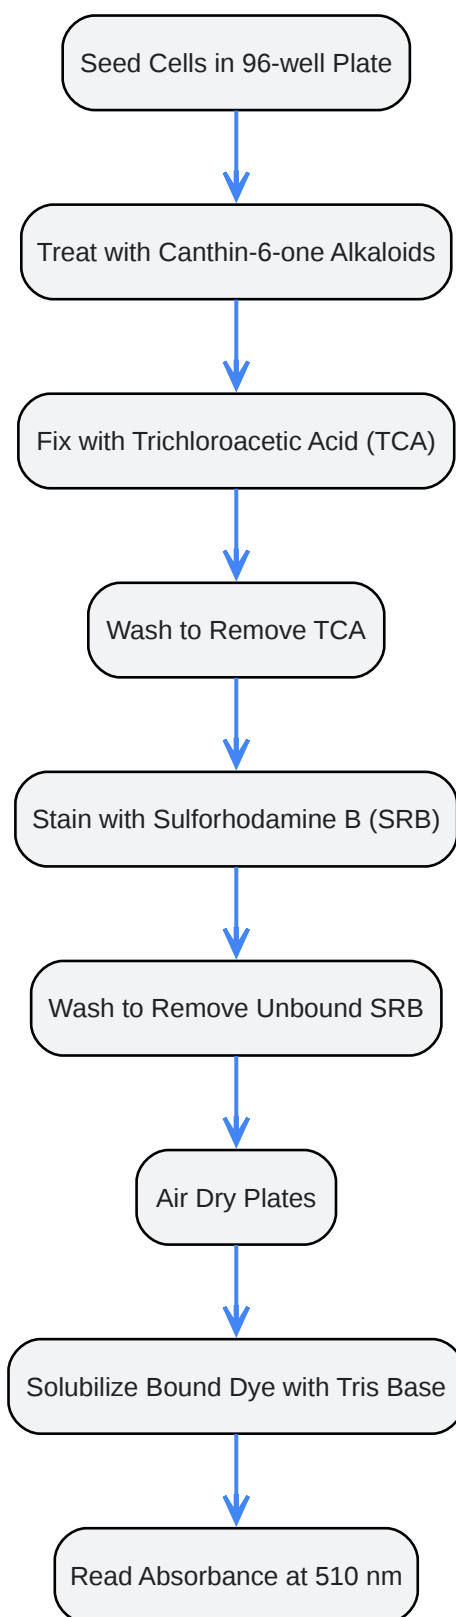 Seed Cells in 96-well Plate
Treat with Canthin-6-one Alkaloids
Fix with Trichloroacetic Acid (TCA)
Wash to Remove TCA
Stain with Sulforhodamine B (SRB)
Wash to Remove Unbound SRB
Air Dry Plates
Solubilize Bound Dye with Tris Base
Read Absorbance at 510 nm